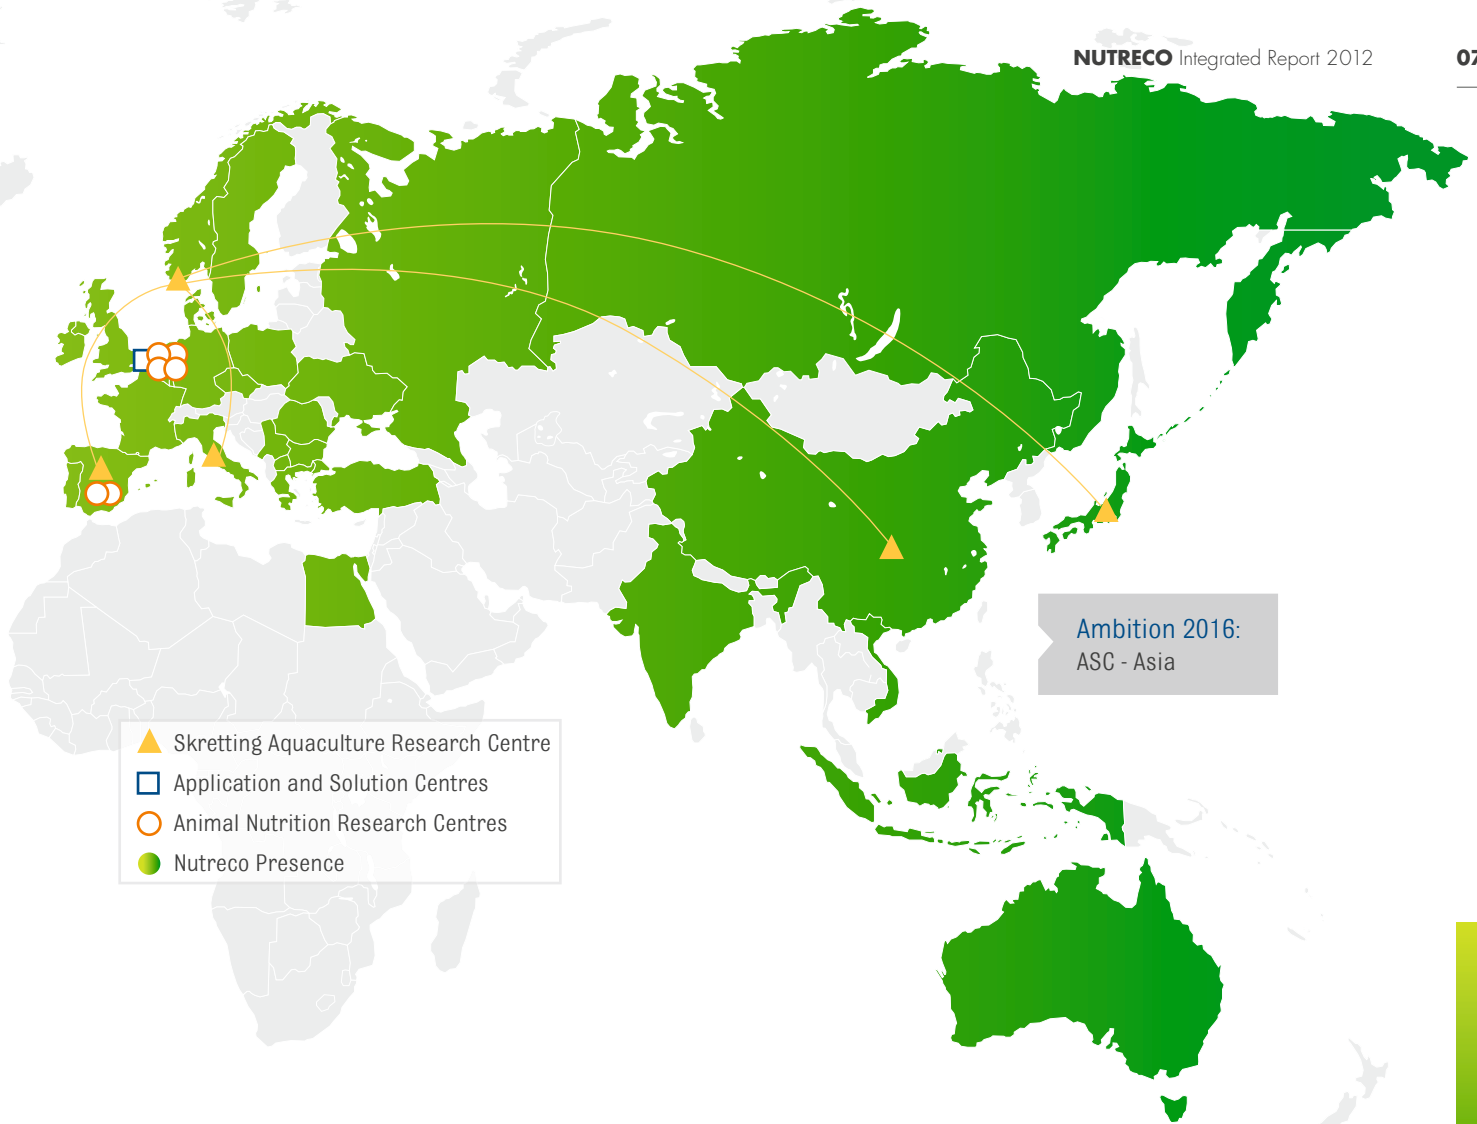 NUTRECO Integrated Report 2012
07
Ambition 2016:
ASC - Asia
Skretting Aquaculture Research Centre
Application and Solution Centres
Animal Nutrition Research Centres
Nutreco Presence